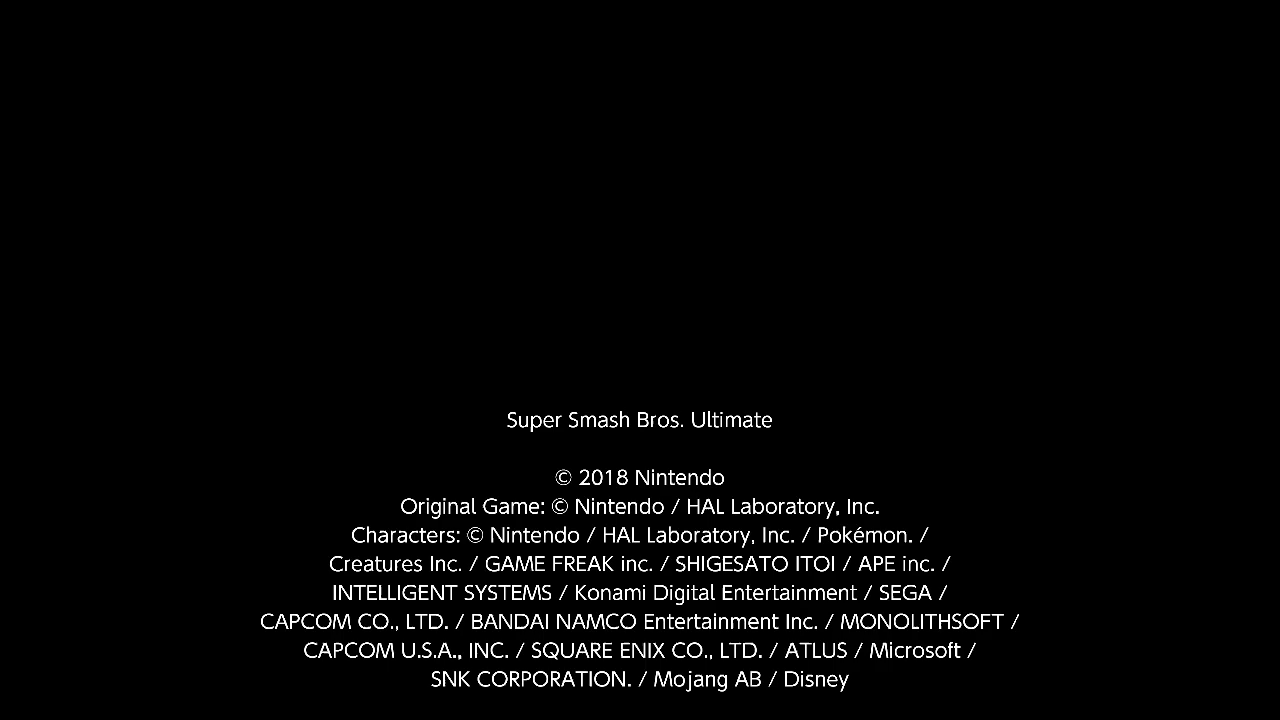 Super Smash Bros. Ultimate
© 2018 Nintendo
Original Game: © Nintendo / HAL Laboratory, Inc.
Characters: © Nintendo / HAL Laboratory, Inc. / Pokémon. /
Creatures Inc. / GAME FREAK inc. / SHIGESATO ITOI / APE inc. /
INTELLIGENT SYSTEMS / Konami Digital Entertainment / SEGA /
CAPCOM CO., LTD. / BANDAI NAMCO Entertainment Inc. / MONOLITHSOFT /
CAPCOM U.S.A., INC. / SQUARE ENIX CO., LTD. / ATLUS / Microsoft /
SNK CORPORATION. / Mojang AB / Disney